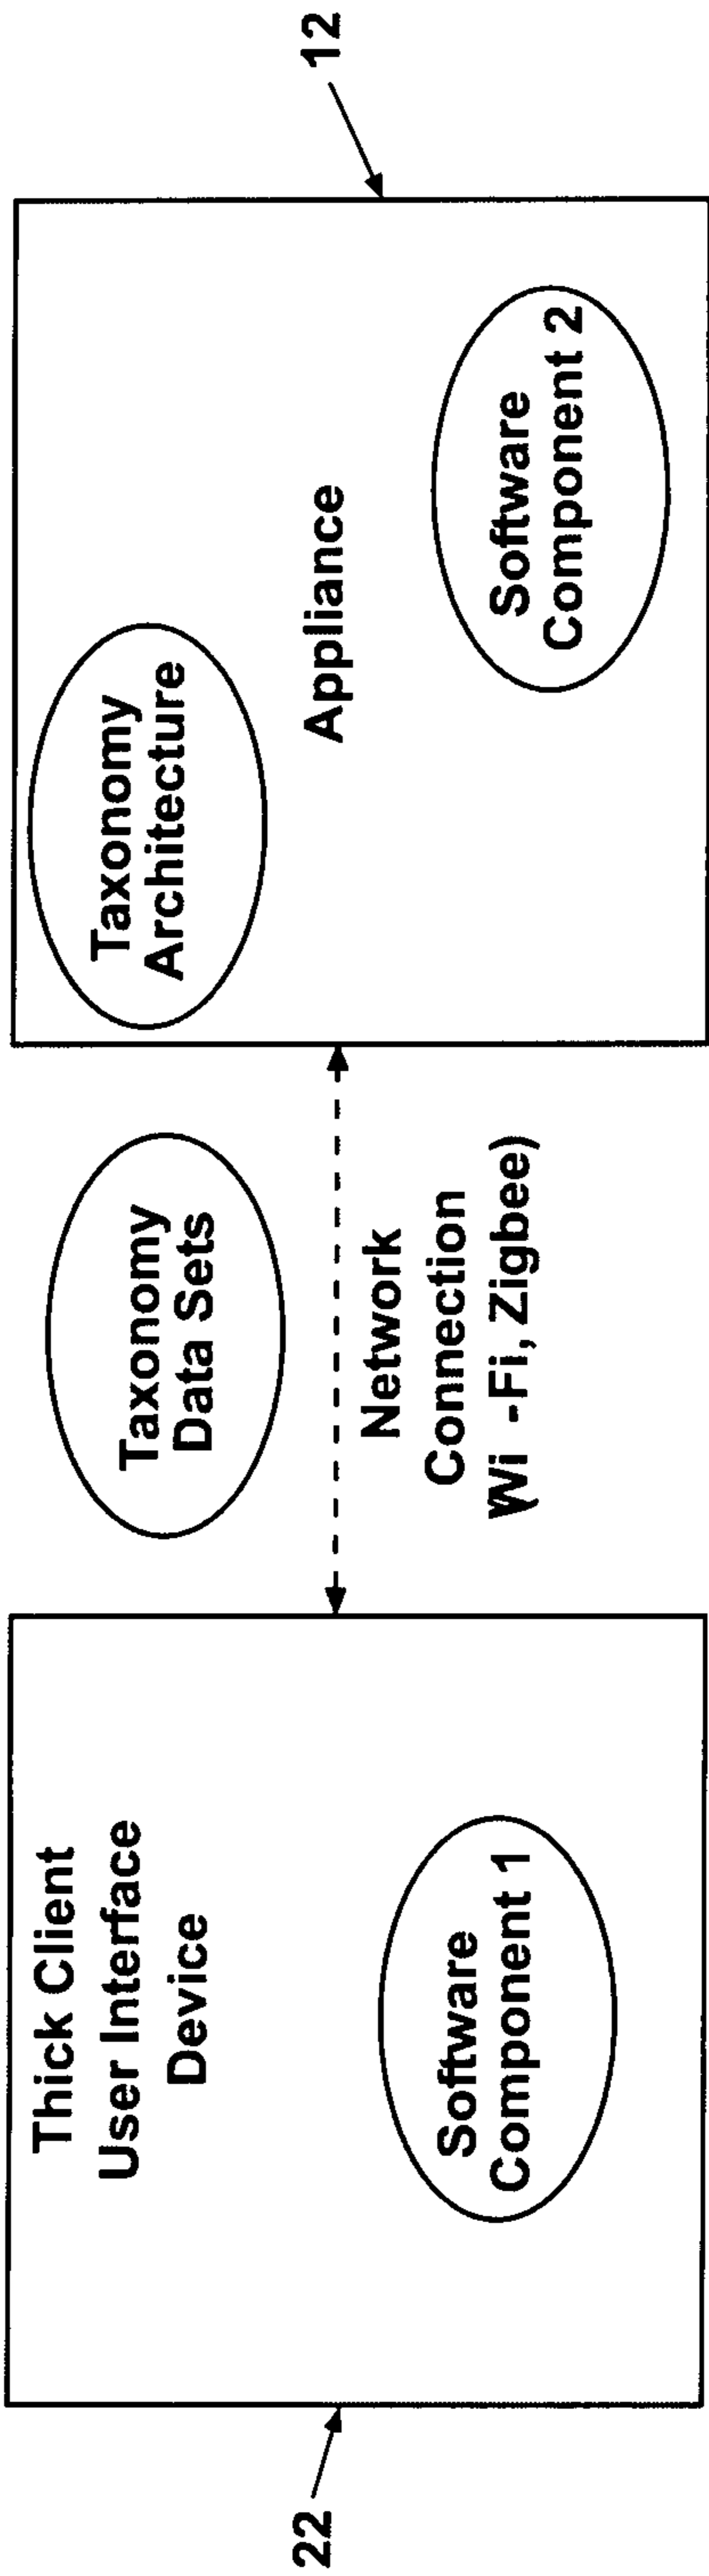 22
Thick Client
User Interface
Device
Software
Component 1
Taxonomy
Data Sets
Network
Connection
Wi -Fi, Zigbee)
Taxonomy
Architecture
Appliance
Software
Component 2
12